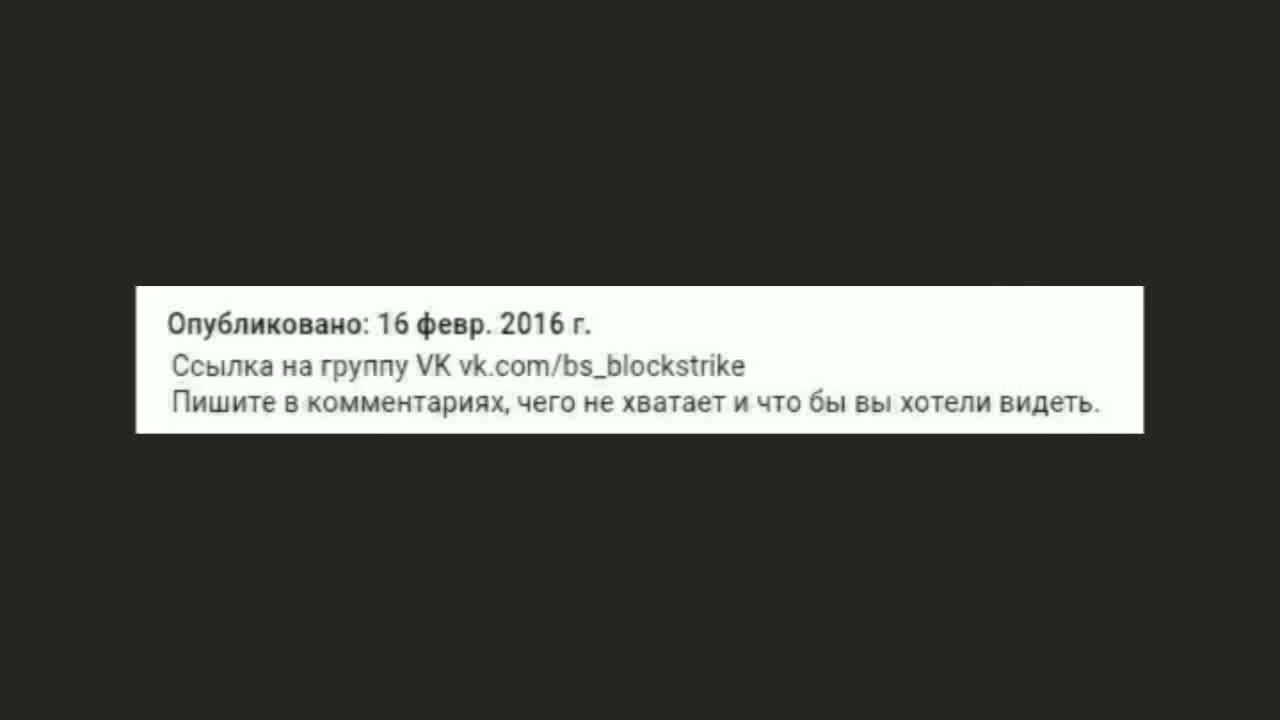 Опубликовано: 16 февр. 2016 г.
Ссылка на группу VK vk.com/bs_blockstrike
Пишите в комментариях, чего не хватает и что бы вы хотели видеть.